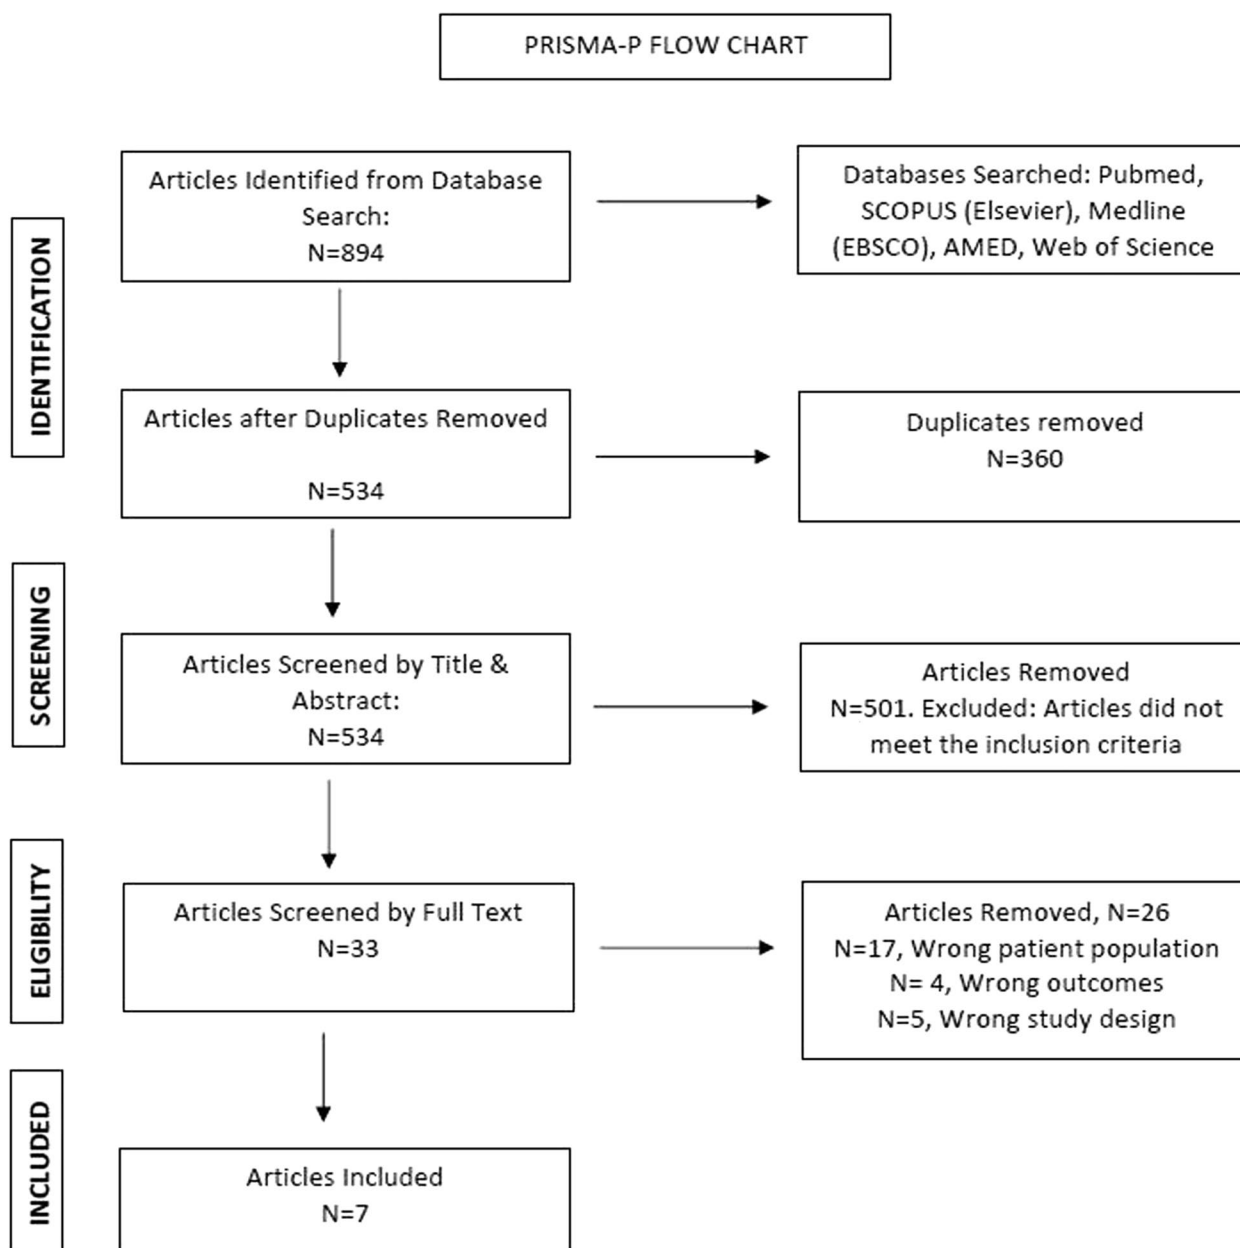 PRISMA-P FLOW CHART
IDENTIFICATION
Articles Identified from Database
Search:
N=894
Databases Searched: Pubmed,
SCOPUS (Elsevier), Medline
(EBSCO), AMED, Web of Science
Articles after Duplicates Removed
N=534
Duplicates removed
N=360
SCREENING
Articles Screened by Title &
Abstract:
N=534
Articles Removed
N=501. Excluded: Articles did not
meet the inclusion criteria
ELIGIBILITY
Articles Screened by Full Text
N=33
Articles Removed, N=26
N=17, Wrong patient population
N= 4, Wrong outcomes
N=5, Wrong study design
INCLUDED
Articles Included
N=7